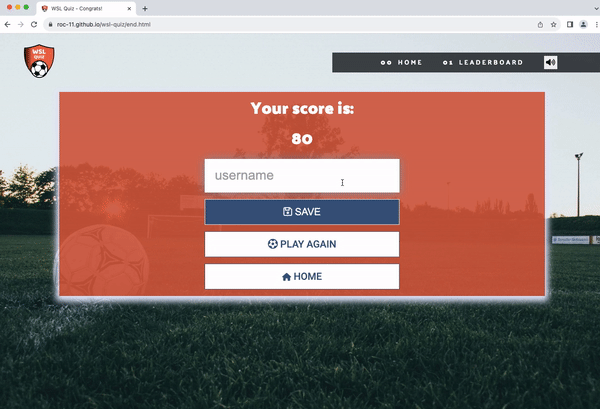 WSL Quiz - Congrats!
roc-11.github.io/wsl-quiz/end.html
WSL
QUIZ
00 HOME 01 LEADERBOARD
Your score is:
80
username
SAVE
PLAY AGAIN
HOME